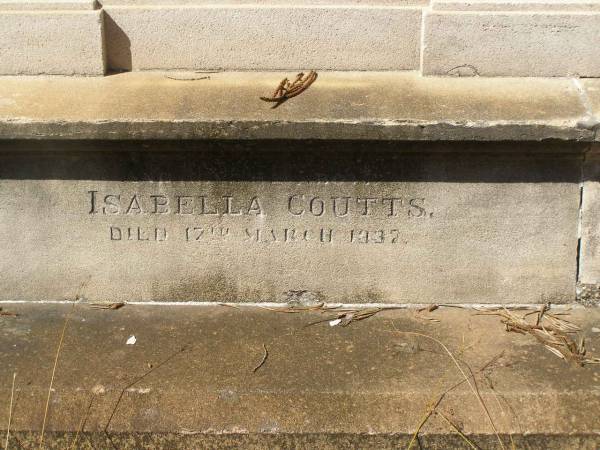 ISABELLA COUTTS.
DIED 17TH MARCH 1937.